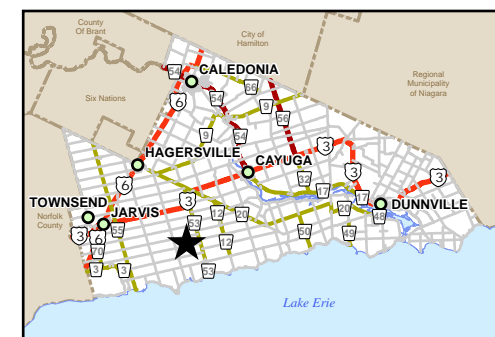 County
Of Brant
City of
Hamilton
54
CALEDONIA
66
Regional
Municipality
of Niagara
6
54
9
56
Six Nations
9
54
3
HAGERSVILLE
3
3
CAYUGA
6
32
17
17
TOWNSEND
3
DUNNVILLE
JARVIS
12
20
20
Norfolk
County
53
3
6
55
12
50
49
70
3
3
53
Lake Erie